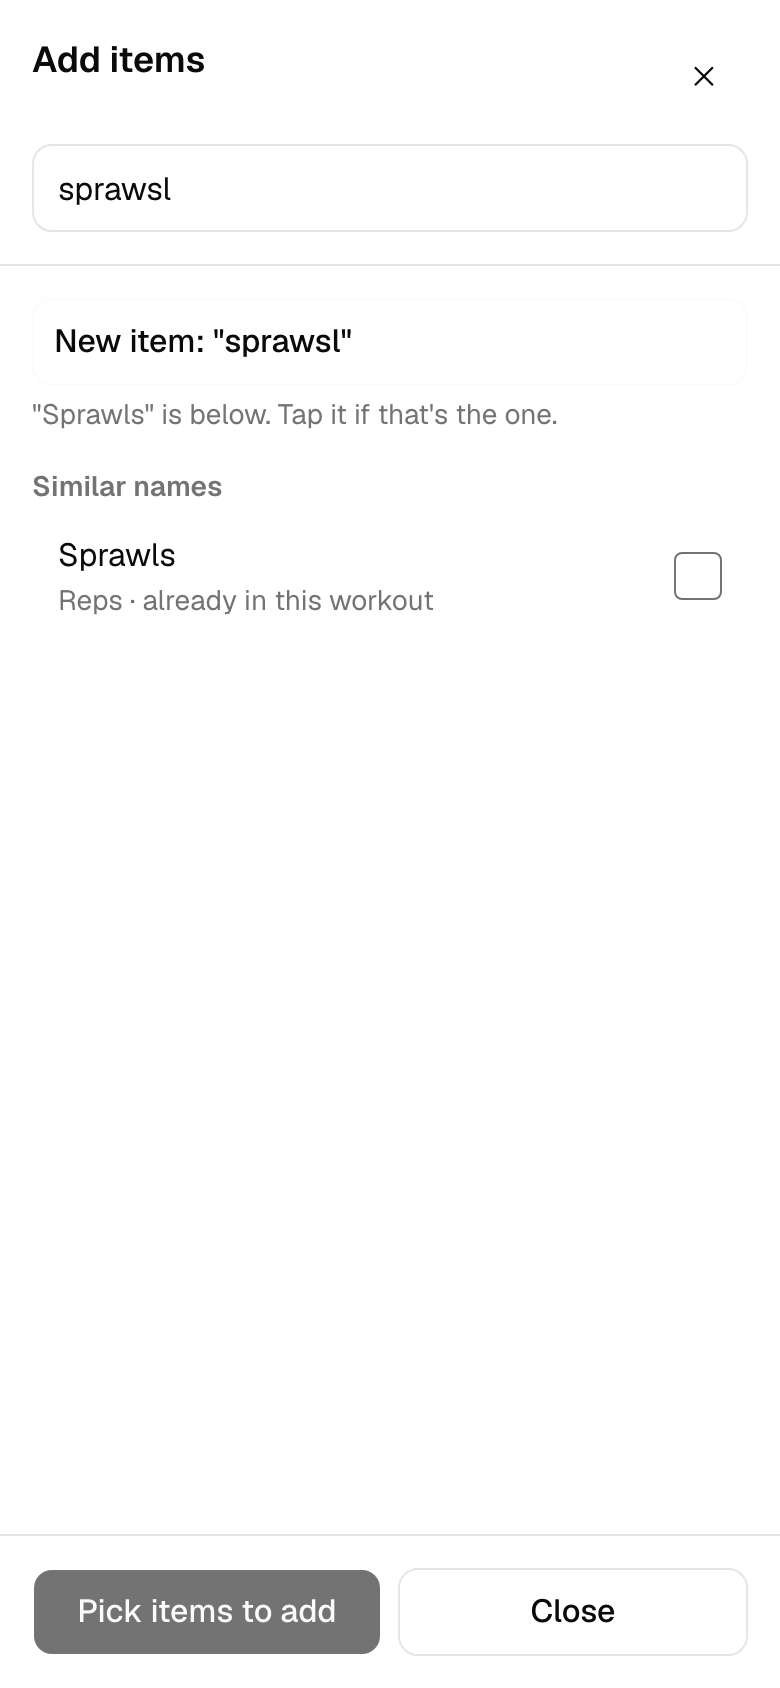 Add items
sprawsl
New item: "sprawsl"
"Sprawls" is below. Tap it if that's the one.
Similar names
Sprawls
Reps · already in this workout
Pick items to add
Close